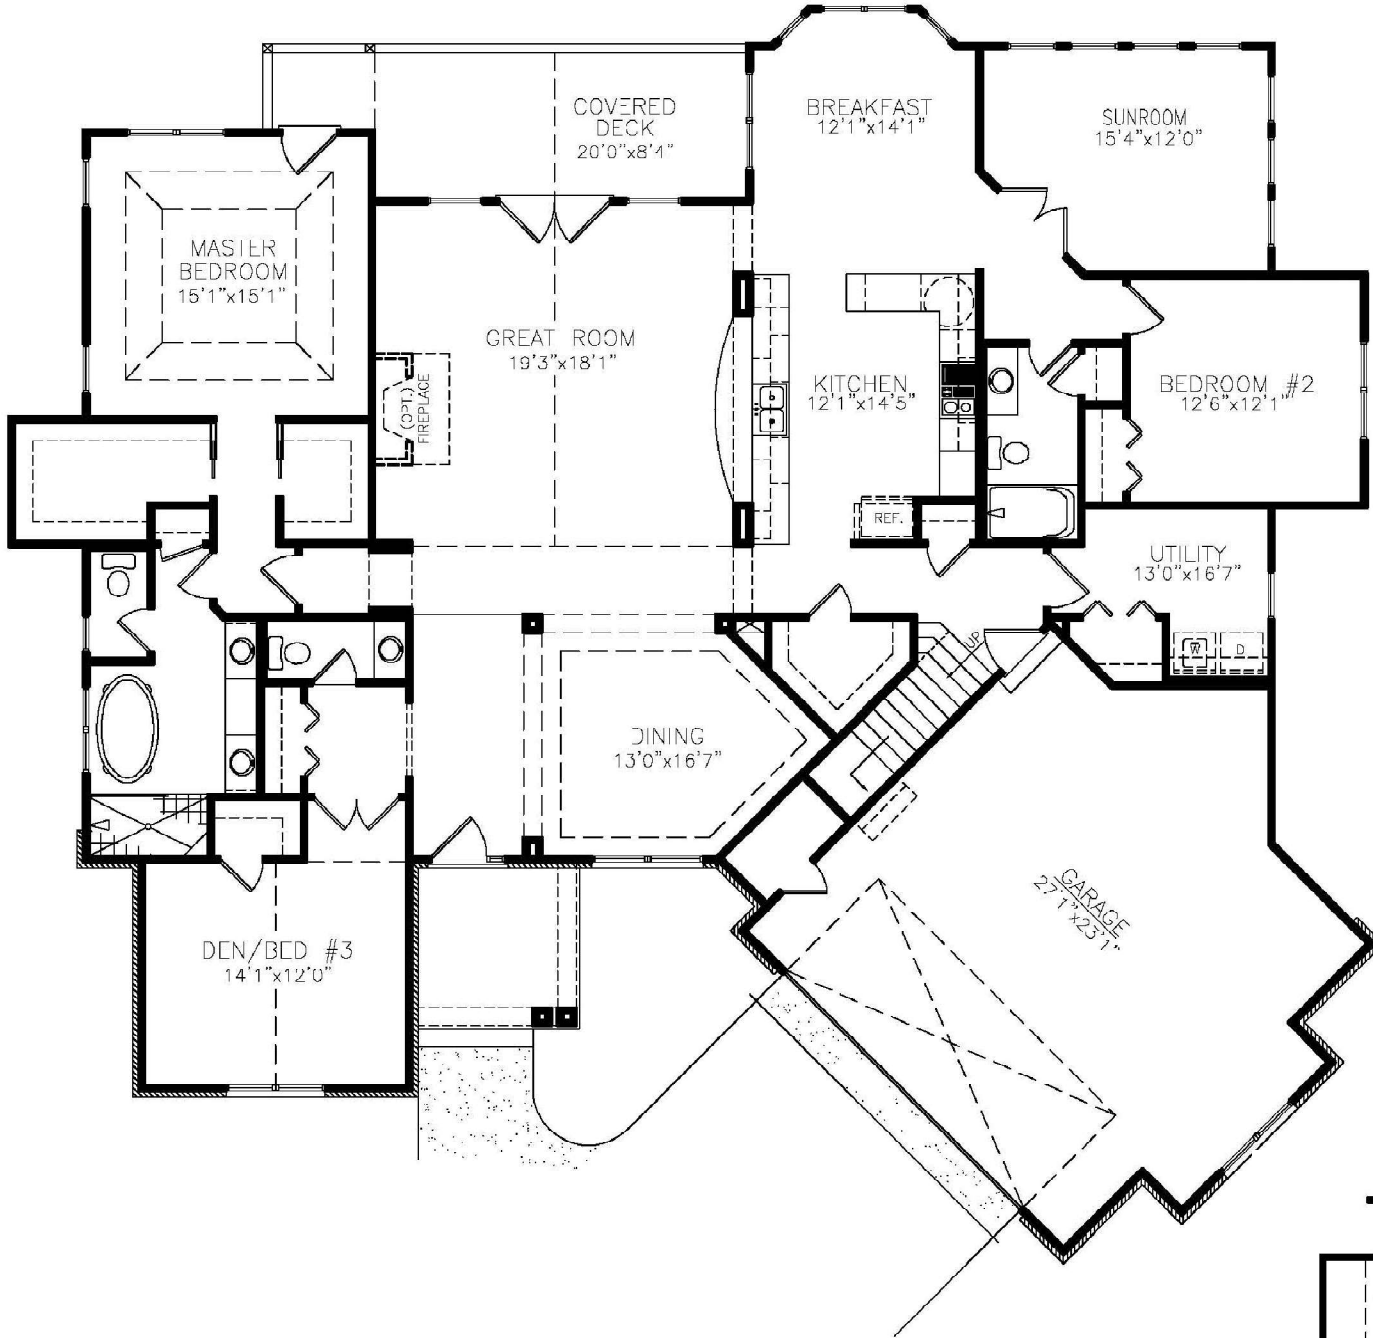 COVERED
DECK
20'0"x8'4"
BREAKFAST
12'1"x14'1"
SUNROOM
15'4"x12'0"
MASTER
BEDROOM
15'1"x15'1"
GREAT ROOM
19'3"x18'1"
(OPT.)
FIREPLACE
KITCHEN
12'1"x14'5"
BEDROOM #2
12'6"x12'1"
REF.
UTILITY
13'0"x16'7"
W
D
UP
DINING
13'0"x16'7"
GARAGE
27'1"x23'1"
DEN/BED #3
14'1"x12'0"